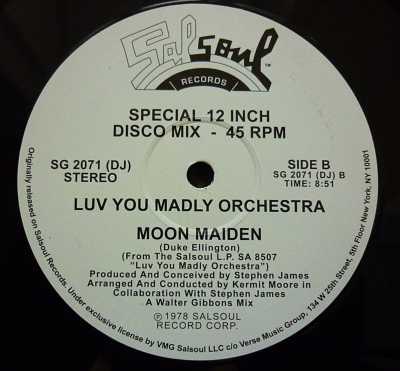 Salsoul
RECORDS
SPECIAL 12 INCH
DISCO MIX - 45 RPM
SG 2071 (DJ)
STEREO
SIDE B
SG 2071 (DJ) B
TIME: 8:51
LUV YOU MADLY ORCHESTRA
MOON MAIDEN
(Duke Ellington)
(From The Salsoul L.P. SA 8507
"Luv You Madly Orchestra")
Produced And Conceived by Stephen James
Arranged And Conducted by Kermit Moore in
Collaboration With Stephen James
A Walter Gibbons Mix
℗ 1978 SALSOUL
RECORD CORP.
Originally released on Salsoul Records. Under exclusive license by VMG Salsoul LLC c/o Verse Music Group, 134 W 25th Street, 5th Floor New York, NY 10001